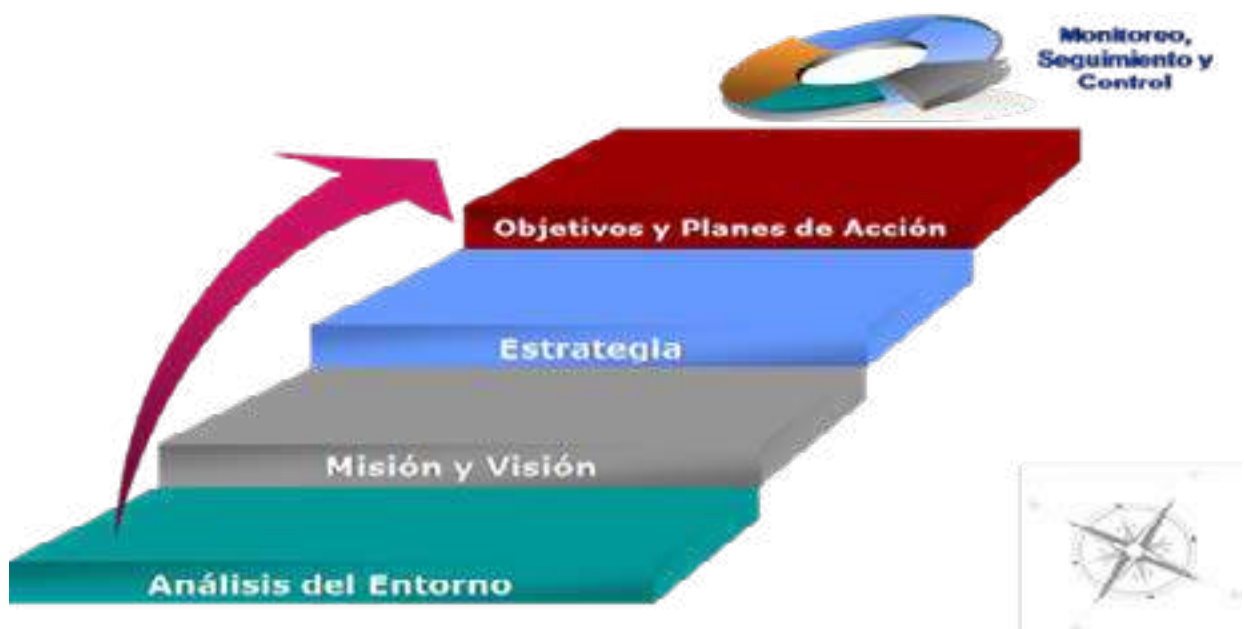 Monitoreo,
Seguimiento y
Control
Objetivos y Planes de Acción
Estrategia
Misión y Visión
Análisis del Entorno